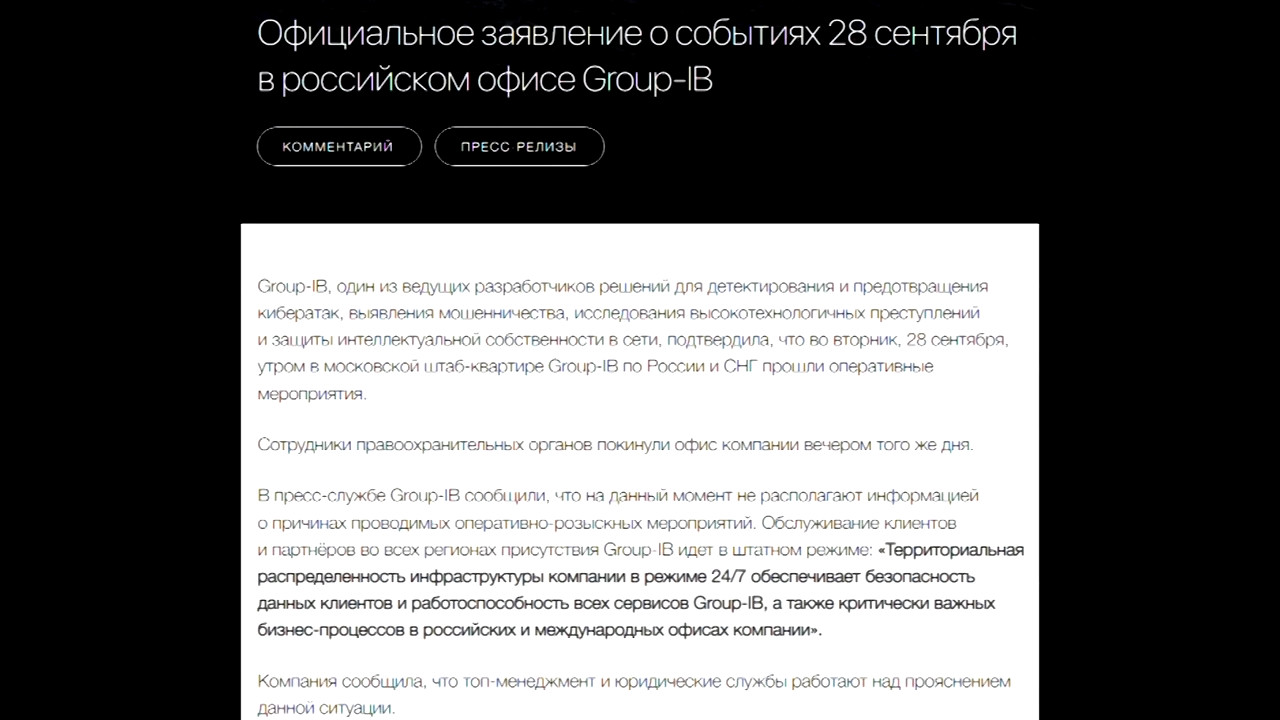 Официальное заявление о событиях 28 сентября
в российском офисе Group-IB
КОММЕНТАРИЙ
ПРЕСС РЕЛИЗЫ
Group-IB, один из ведущих разработчиков решений для детектирования и предотвращения
кибератак, выявления мошенничества, исследования высокотехнологичных преступлений
и защиты интеллектуальной собственности в сети, подтвердила, что во вторник, 28 сентября,
утром в московской штаб-квартире Group-IB по России и СНГ прошли оперативные
мероприятия.
Сотрудники правоохранительных органов покинули офис компании вечером того же дня.
В пресс-службе Group-IB сообщили, что на данный момент не располагают информацией
о причинах проводимых оперативно-розыскных мероприятий. Обслуживание клиентов
и партнёров во всех регионах присутствия Group-IB идет в штатном режиме: «Территориальная
распределенность инфраструктуры компании в режиме 24/7 обеспечивает безопасность
данных клиентов и работоспособность всех сервисов Group-IB, а также критически важных
бизнес-процессов в российских и международных офисах компании».
Компания сообщила, что топ-менеджмент и юридические службы работают над прояснением
данной ситуации.